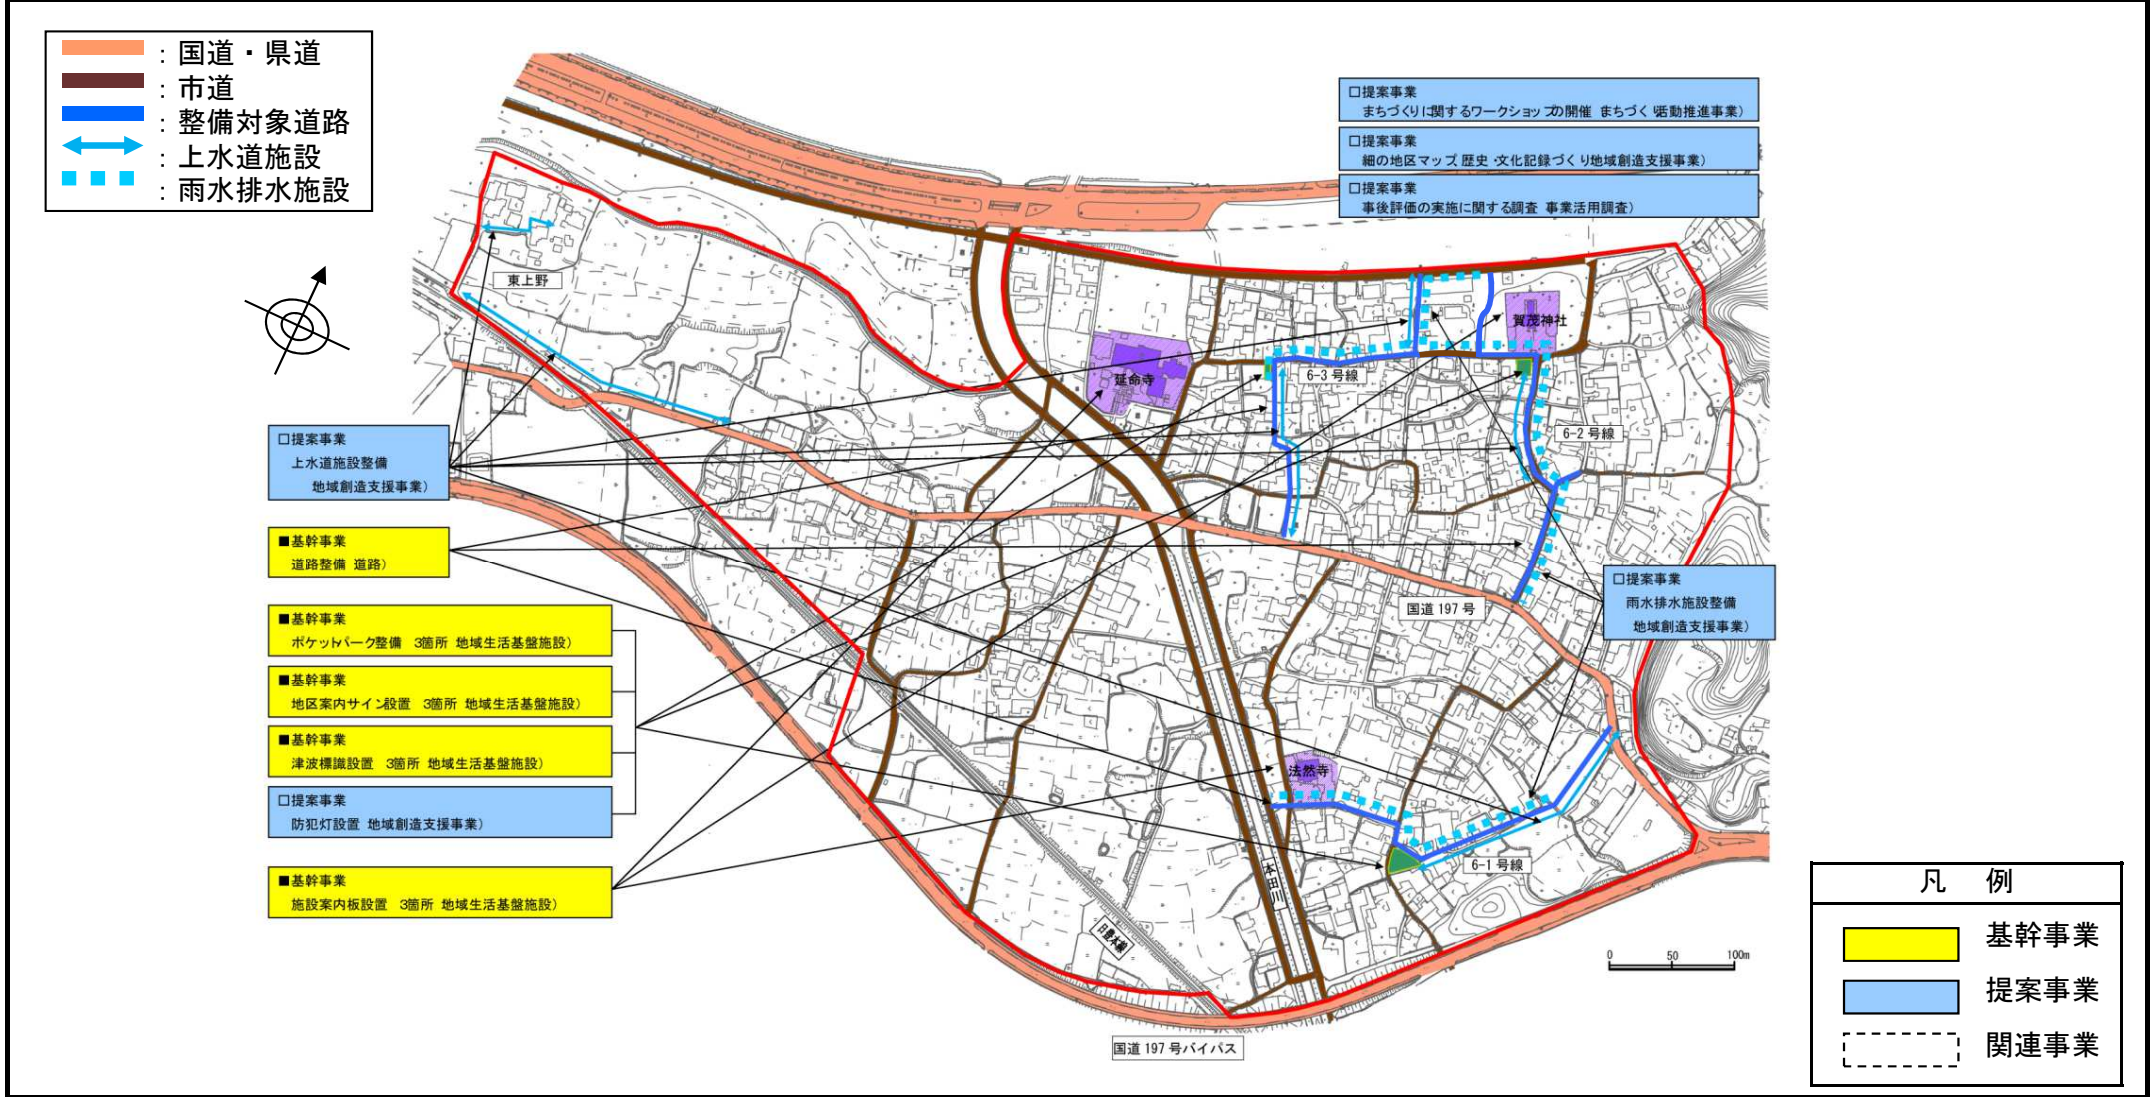 ：国道・県道
：市道
：整備対象道路
：上水道施設
：雨水排水施設
□提案事業
まちづくりに関するワークショップの開催 まちづくり活動推進事業）
□提案事業
細の地区マップ 歴史・文化記録づくり地域創造支援事業）
□提案事業
事後評価の実施に関する調査 事業活用調査）
東上野
賀茂神社
延命寺
6-3 号線
6-2 号線
□提案事業
上水道施設整備
地域創造支援事業）
■基幹事業
道路整備 道路）
□提案事業
雨水排水施設整備
地域創造支援事業）
国道 197 号
■基幹事業
ポケットパーク整備 3箇所 地域生活基盤施設）
■基幹事業
地区案内サイン設置 3箇所 地域生活基盤施設）
■基幹事業
津波標識設置 3箇所 地域生活基盤施設）
□提案事業
防犯灯設置 地域創造支援事業）
■基幹事業
施設案内板設置 3箇所 地域生活基盤施設）
法然寺
6-1 号線
本田川
日豊本線
0 50 100m
国道 197 号バイパス
凡 例
基幹事業
提案事業
関連事業